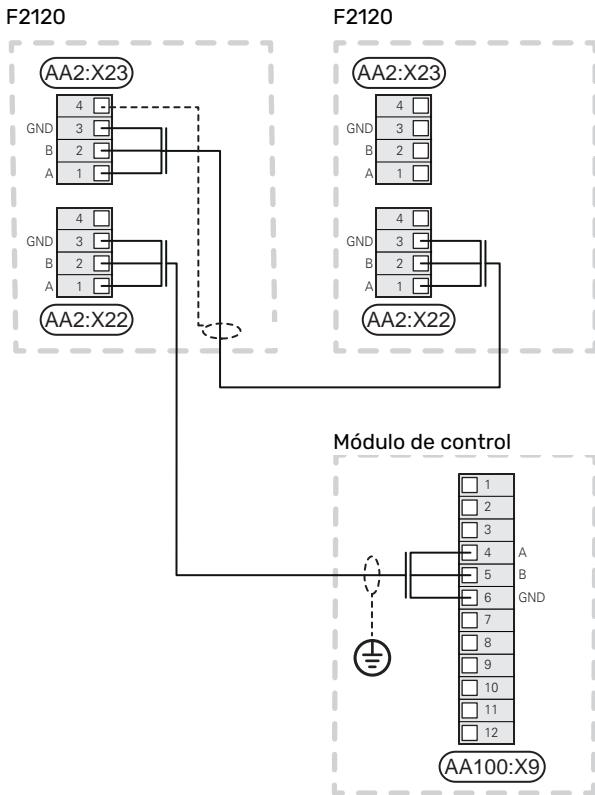 F2120
AA2:X23
4
GND 3
B 2
A 1
4
GND 3
B 2
A 1
AA2:X22
F2120
AA2:X23
4
GND 3
B 2
A 1
4
GND 3
B 2
A 1
AA2:X22
Módulo de control
1
2
3
4 A
5 B
6 GND
7
8
9
10
11
12
AA100:X9